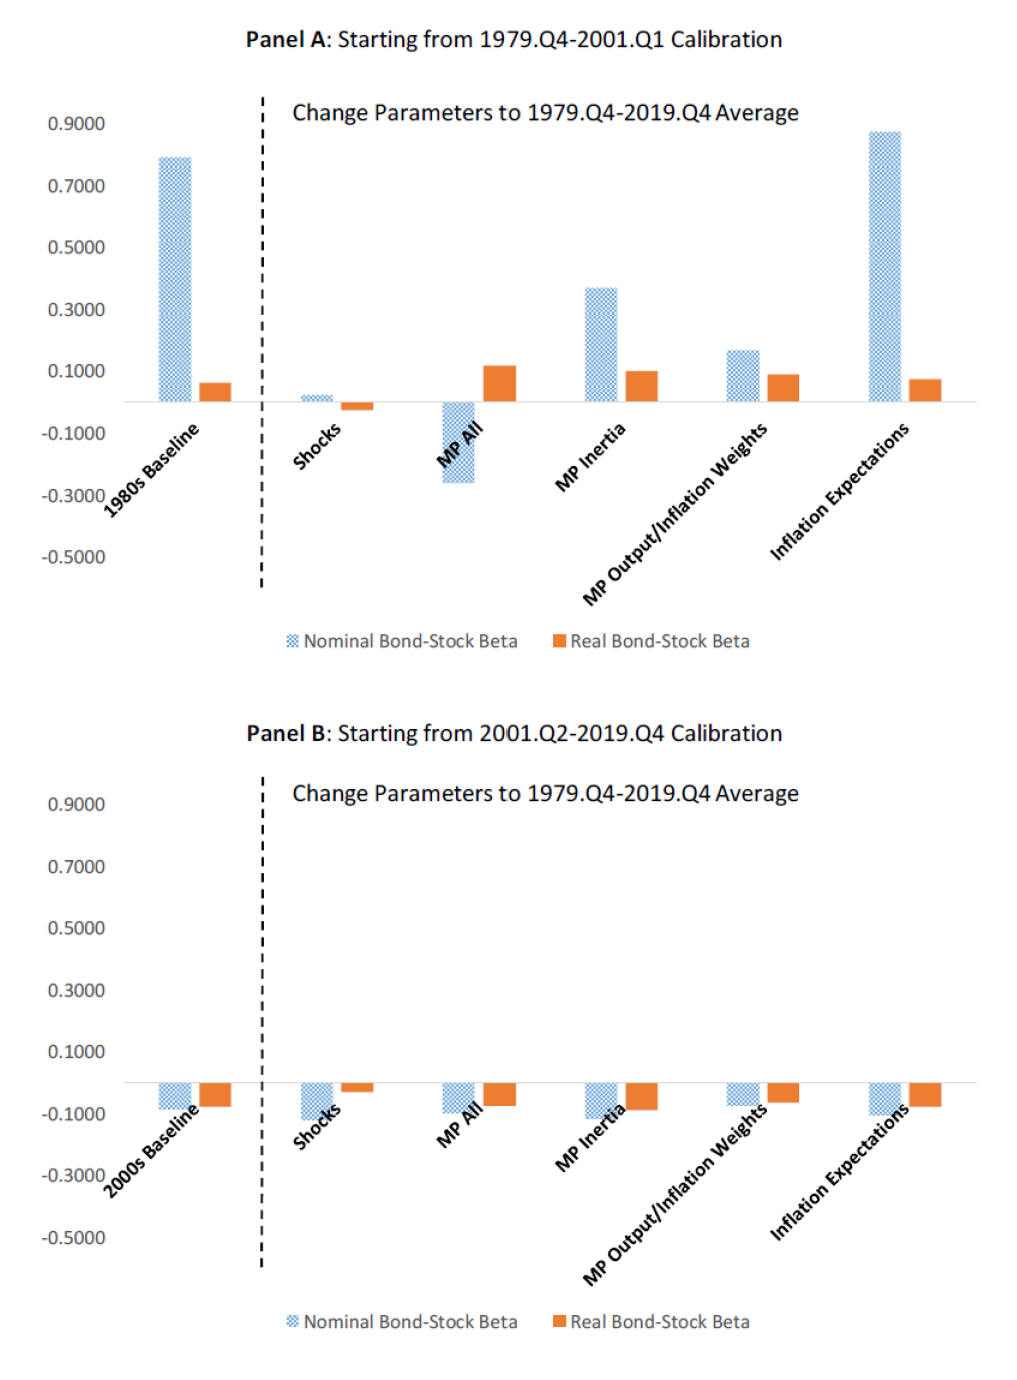 Panel A: Starting from 1979.Q4-2001.Q1 Calibration
Change Parameters to 1979.Q4-2019.Q4 Average
0.9000
0.7000
0.5000
0.3000
0.1000
-0.1000
-0.3000
-0.5000
1980s Baseline
Shocks
MP All
MP Inertia
MP Output/Inflation Weights
Inflation Expectations
Nominal Bond-Stock Beta
Real Bond-Stock Beta
Panel B: Starting from 2001.Q2-2019.Q4 Calibration
Change Parameters to 1979.Q4-2019.Q4 Average
0.9000
0.7000
0.5000
0.3000
0.1000
-0.1000
-0.3000
-0.5000
2000s Baseline
Shocks
MP All
MP Inertia
MP Output/Inflation Weights
Inflation Expectations
Nominal Bond-Stock Beta
Real Bond-Stock Beta